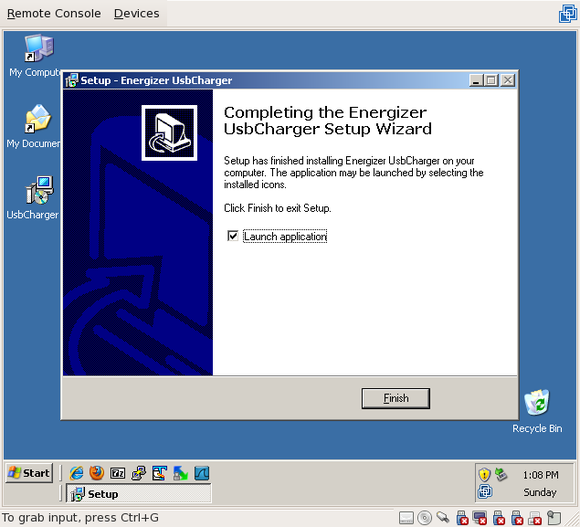 Remote Console Devices
My Compute
Setup - Energizer UsbCharger
Completing the Energizer
UsbCharger Setup Wizard
My Documen
Setup has finished installing Energizer UsbCharger on your
computer. The application may be launched by selecting the
installed icons.
UsbCharger
Click Finish to exit Setup.
Launch application
Finish
Recycle Bin
Start
1:08 PM
Setup
Sunday
To grab input, press Ctrl+G